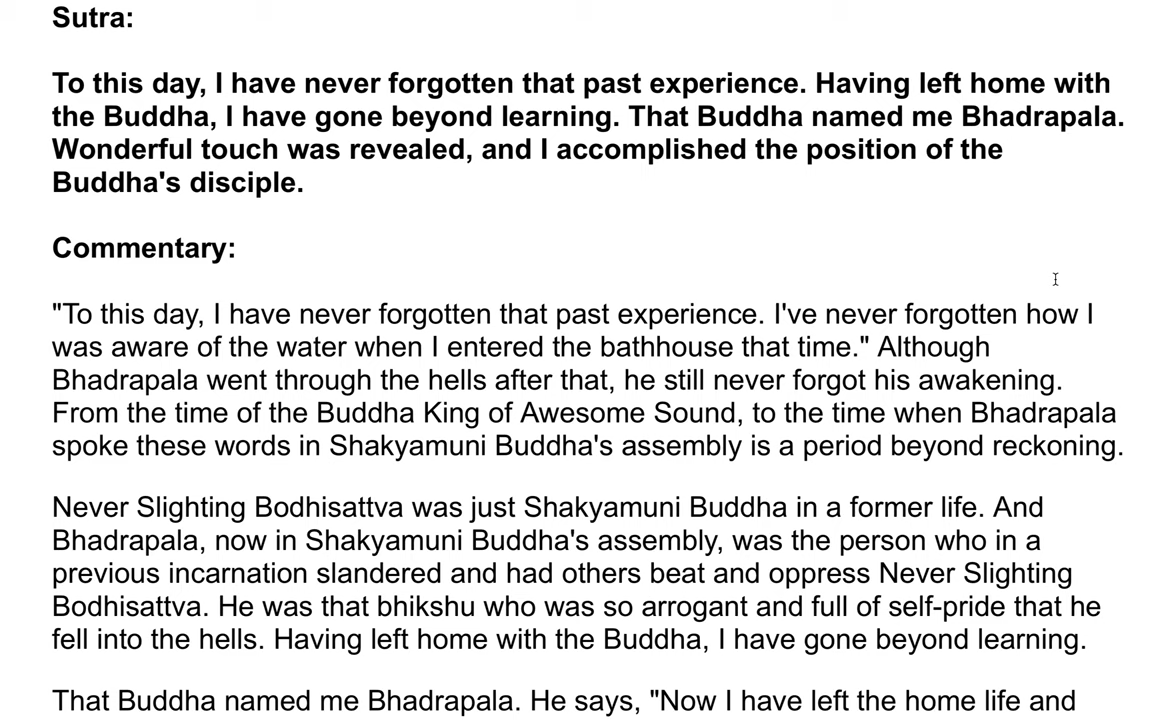 Sutra:
To this day, I have never forgotten that past experience. Having left home with
the Buddha, I have gone beyond learning. That Buddha named me Bhadrapala.
Wonderful touch was revealed, and I accomplished the position of the
Buddha's disciple.
Commentary:
"To this day, I have never forgotten that past experience. I've never forgotten how I
was aware of the water when I entered the bathhouse that time." Although
Bhadrapala went through the hells after that, he still never forgot his awakening.
From the time of the Buddha King of Awesome Sound, to the time when Bhadrapala
spoke these words in Shakyamuni Buddha's assembly is a period beyond reckoning.
Never Slighting Bodhisattva was just Shakyamuni Buddha in a former life. And
Bhadrapala, now in Shakyamuni Buddha's assembly, was the person who in a
previous incarnation slandered and had others beat and oppress Never Slighting
Bodhisattva. He was that bhikshu who was so arrogant and full of self-pride that he
fell into the hells. Having left home with the Buddha, I have gone beyond learning.
That Buddha named me Bhadrapala. He says, "Now I have left the home life and